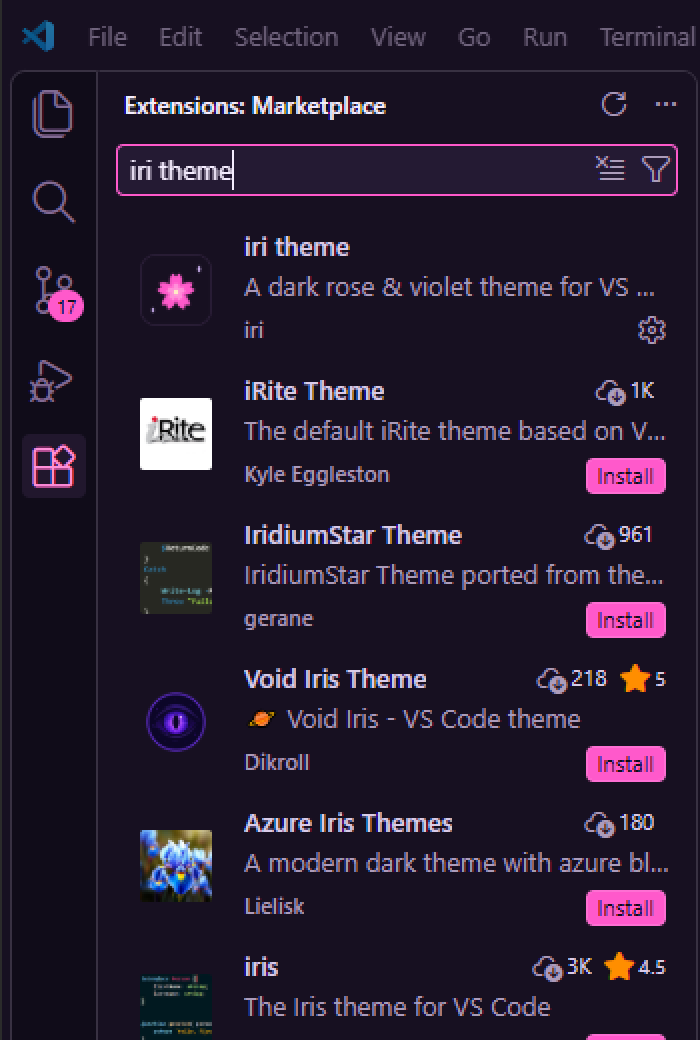 File Edit Selection View Go Run Terminal
Extensions: Marketplace
iri theme
17
iri theme
A dark rose & violet theme for VS ...
iri
iRite
iRite Theme 1K
The default iRite theme based on V...
Kyle Eggleston Install
IridiumStar Theme 961
IridiumStar Theme ported from the...
gerane Install
Void Iris Theme 218 5
Void Iris - VS Code theme
Dikroll Install
Azure Iris Themes 180
A modern dark theme with azure bl...
Lielisk Install
iris 3K 4.5
The Iris theme for VS Code